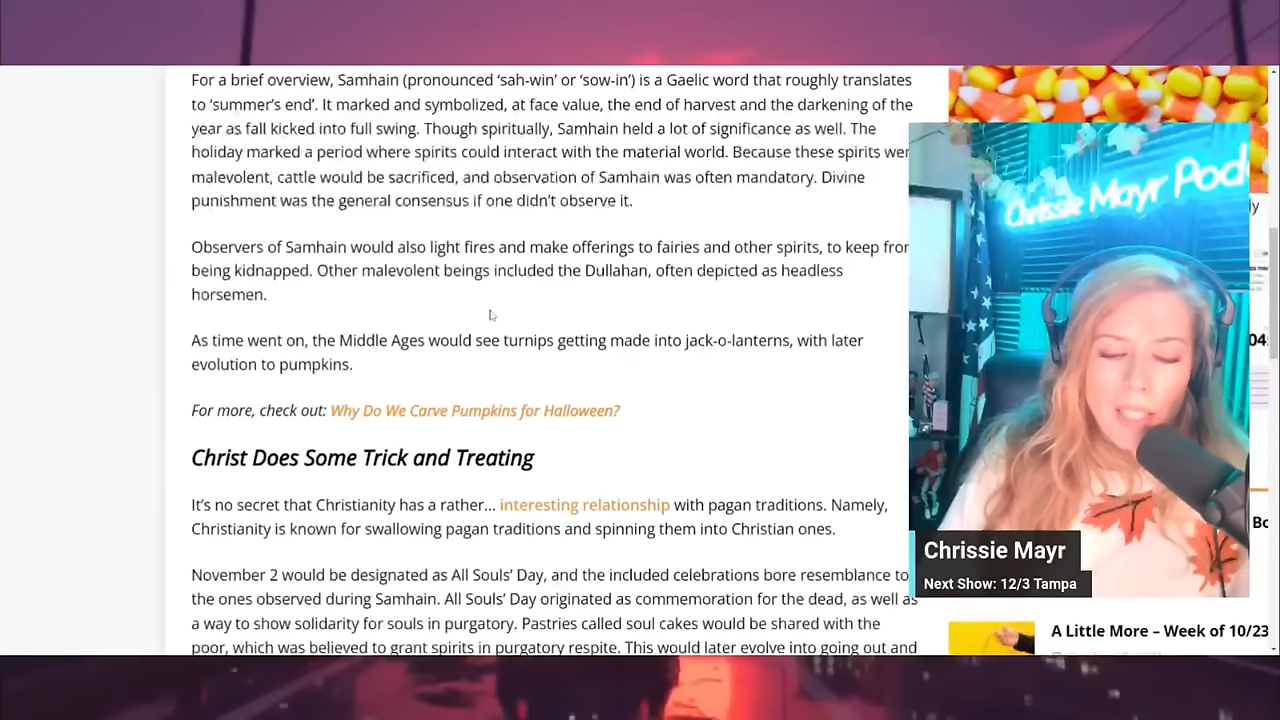 For a brief overview, Samhain (pronounced ‘sah-win’ or ‘sow-in’) is a Gaelic word that roughly translates
to ‘summer’s end’. It marked and symbolized, at face value, the end of harvest and the darkening of the
year as fall kicked into full swing. Though spiritually, Samhain held a lot of significance as well. The
holiday marked a period where spirits could interact with the material world. Because these spirits wer
malevolent, cattle would be sacrificed, and observation of Samhain was often mandatory. Divine
punishment was the general consensus if one didn’t observe it.
Observers of Samhain would also light fires and make offerings to fairies and other spirits, to keep fror
being kidnapped. Other malevolent beings included the Dullahan, often depicted as headless
horsemen.
As time went on, the Middle Ages would see turnips getting made into jack-o-lanterns, with later
evolution to pumpkins.
For more, check out: Why Do We Carve Pumpkins for Halloween?
Christ Does Some Trick and Treating
It’s no secret that Christianity has a rather... interesting relationship with pagan traditions. Namely,
Christianity is known for swallowing pagan traditions and spinning them into Christian ones.
November 2 would be designated as All Souls’ Day, and the included celebrations bore resemblance to
the ones observed during Samhain. All Souls’ Day originated as commemoration for the dead, as well as
a way to show solidarity for souls in purgatory. Pastries called soul cakes would be shared with the
poor, which was believed to grant spirits in purgatory respite. This would later evolve into going out and
Chrissie Mayr Pod
ly
04:
Bo
Chrissie Mayr
Next Show: 12/3 Tampa
A Little More – Week of 10/23